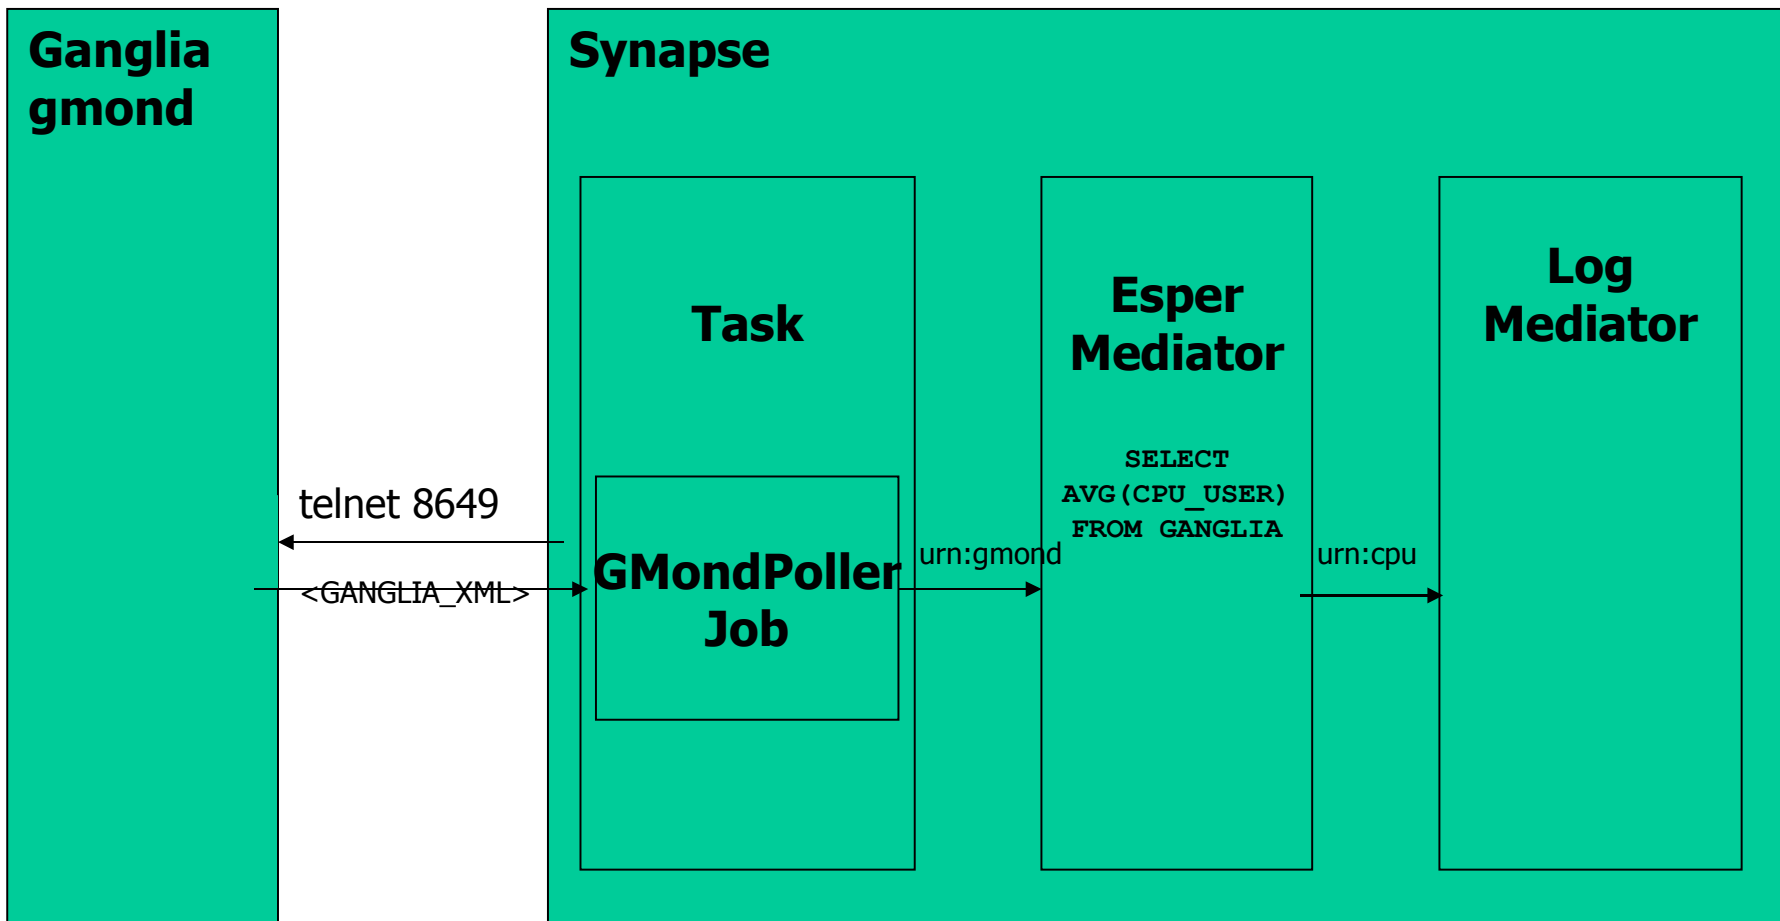 Ganglia
gmond
Synapse
Task
Esper
Mediator
Log
Mediator
SELECT
AVG(CPU_USER)
FROM GANGLIA
telnet 8649
<GANGLIA_XML>
GMondPoller
Job
urn:gmond
urn:cpu